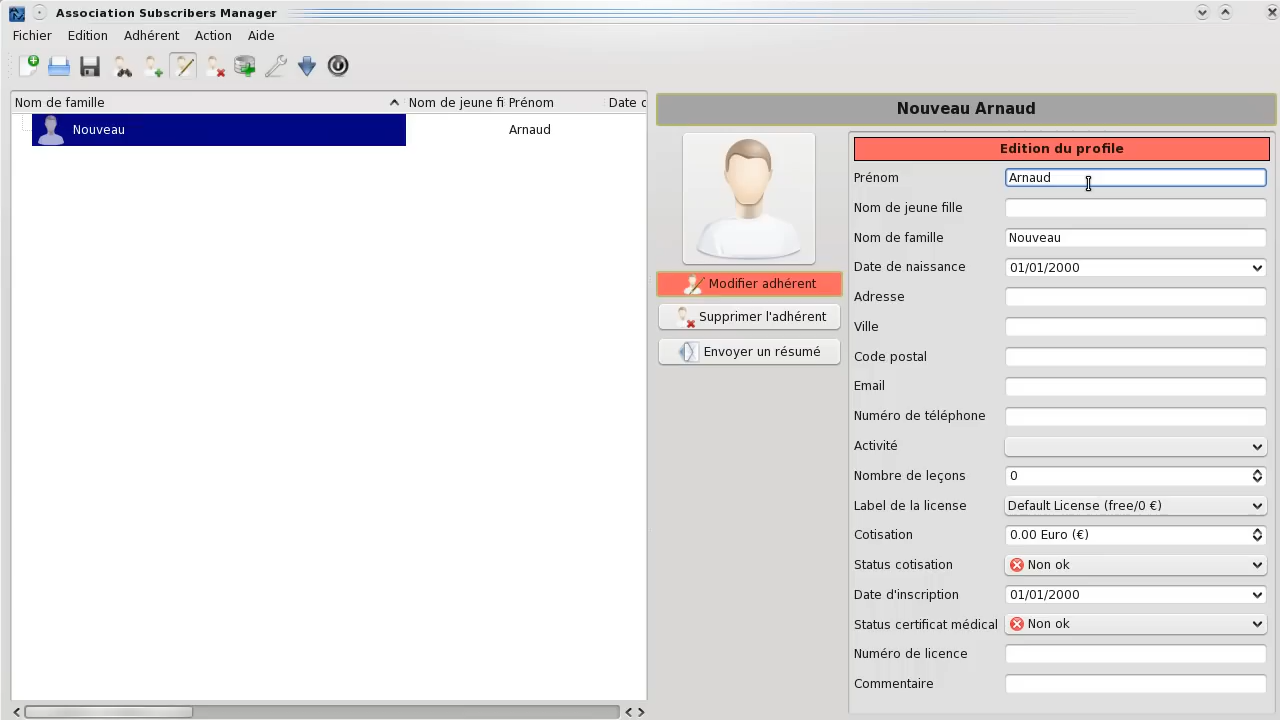 Association Subscribers Manager
Fichier Edition Adhérent Action Aide
Nom de famille Nom de jeune fi Prénom Date d
Nouveau Arnaud
Nouveau Arnaud
Modifier adhérent
Supprimer l'adhérent
Envoyer un résumé
Edition du profile
Prénom Arnaud
Nom de jeune fille
Nom de famille Nouveau
Date de naissance 01/01/2000
Adresse
Ville
Code postal
Email
Numéro de téléphone
Activité
Nombre de leçons 0
Label de la license Default License (free/0 €)
Cotisation 0.00 Euro (€)
Status cotisation Non ok
Date d'inscription 01/01/2000
Status certificat médical Non ok
Numéro de licence
Commentaire